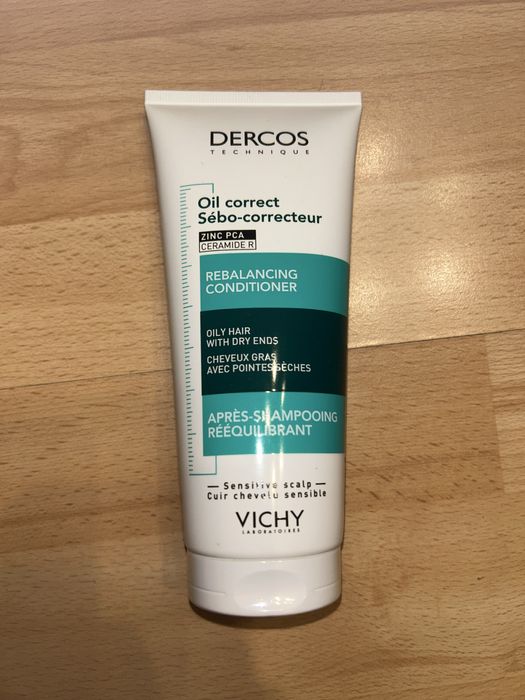 DERCOS
TECHNIQUE
Oil correct
Sébo-correcteur
ZINC PCA
CERAMIDE R
REBALANCING
CONDITIONER
OILY HAIR
WITH DRY ENDS
CHEVEUX GRAS
AVEC POINTES SÈCHES
APRÈS-SHAMPOOING
RÉÉQUILIBRANT
Sensitive scalp
Cuir chevelu sensible
VICHY
LABORATOIRES